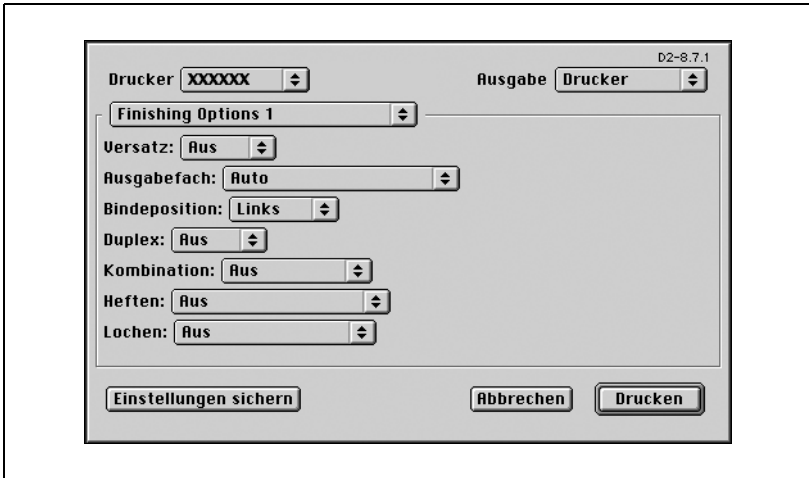 D2-8.7.1
Drucker XXXXXX Ausgabe Drucker
Finishing Options 1
Versatz: Aus
Ausgabefach: Auto
Bindeposition: Links
Duplex: Aus
Kombination: Aus
Heften: Aus
Lochen: Aus
Einstellungen sichern Abbrechen Drucken